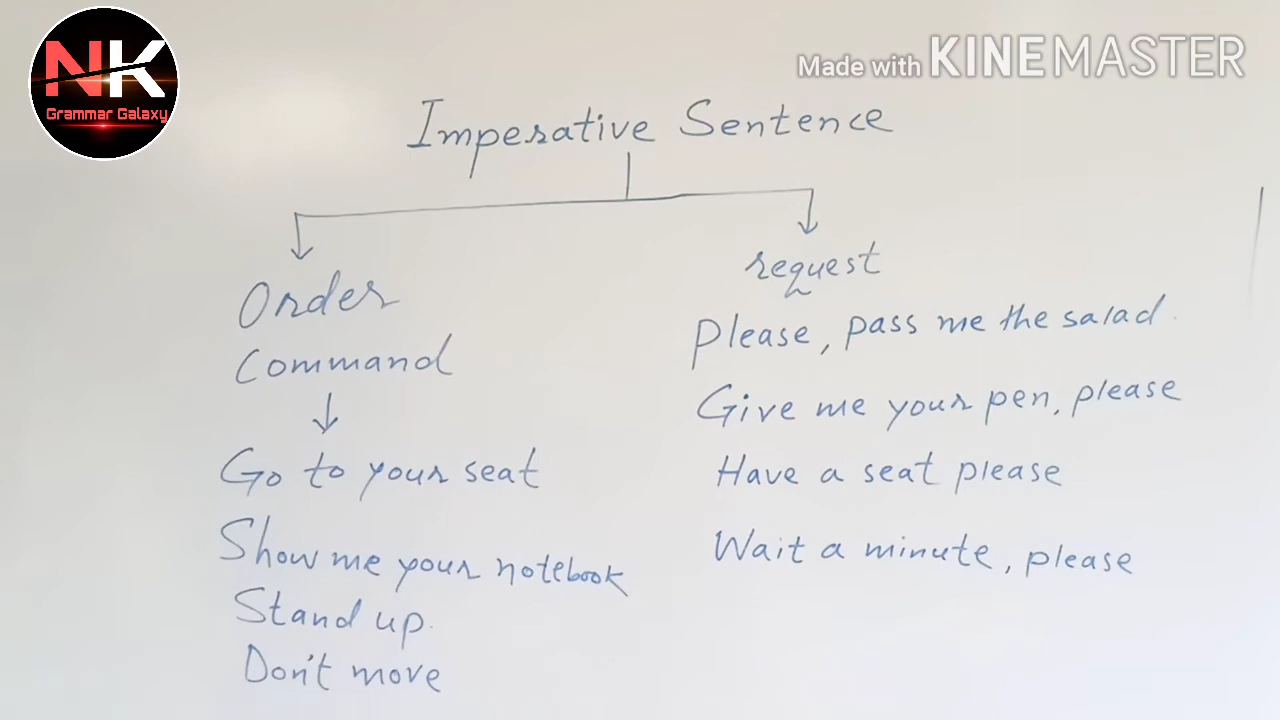 NK
Grammar Galaxy
Made with KINEMASTER
Imperative Sentence
Order
Command
Go to your seat
Show me your notebook
Stand up.
Don't move
request
Please, pass me the salad.
Give me your pen, please
Have a seat please
Wait a minute, please